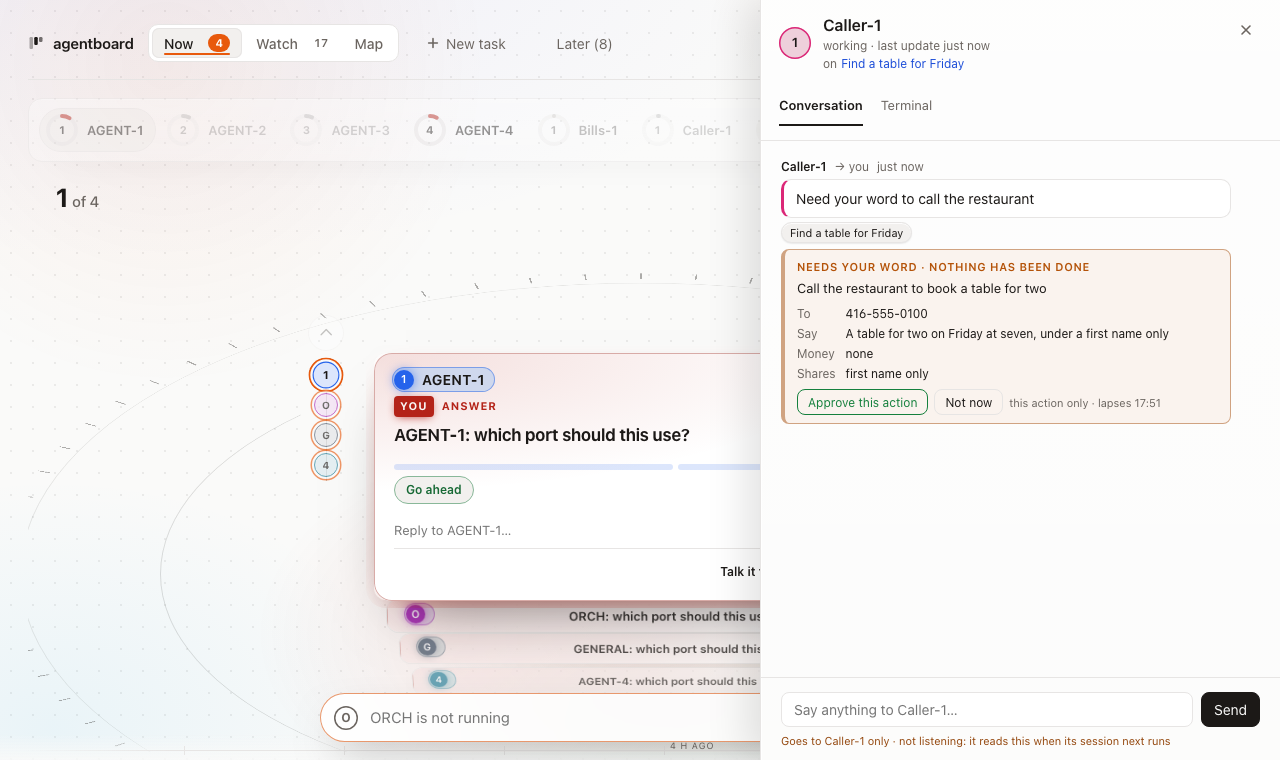 agentboard
Now 4
Watch 17
Map
+ New task
Later (8)
1 AGENT-1
2 AGENT-2
3 AGENT-3
4 AGENT-4
1 Bills-1
1 Caller-1
1 of 4
1
O
G
4
1 AGENT-1
YOU ANSWER
AGENT-1: which port should this use?
Go ahead
Reply to AGENT-1…
Talk it
O ORCH: which port should this us
G GENERAL: which port should this
4 AGENT-4: which port should this
O ORCH is not running
4 H AGO
1
Caller-1
working · last update just now
on Find a table for Friday
Conversation
Terminal
Caller-1 → you just now
Need your word to call the restaurant
Find a table for Friday
NEEDS YOUR WORD · NOTHING HAS BEEN DONE
Call the restaurant to book a table for two
To 416-555-0100
Say A table for two on Friday at seven, under a first name only
Money none
Shares first name only
Approve this action
Not now
this action only · lapses 17:51
Say anything to Caller-1…
Send
Goes to Caller-1 only · not listening: it reads this when its session next runs